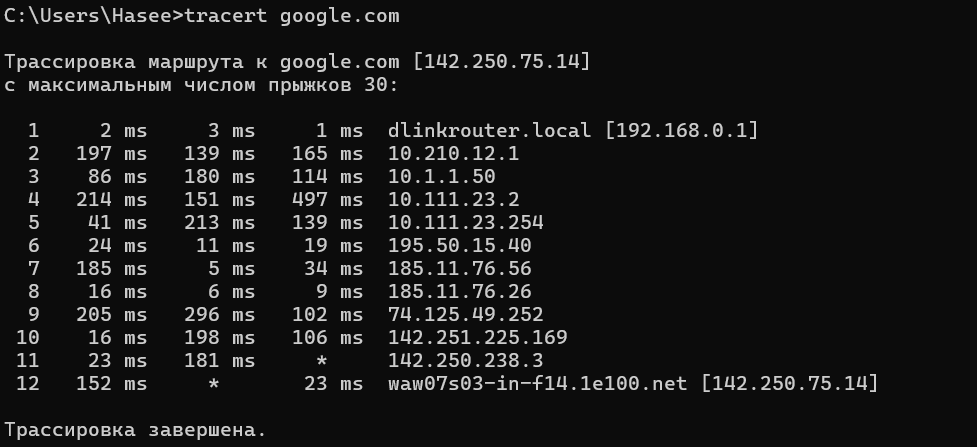 C:\Users\Hasee>tracert google.com
Трассировка маршрута к google.com [142.250.75.14]
с максимальным числом прыжков 30:
1 2 ms 3 ms 1 ms dlinkrouter.local [192.168.0.1]
2 197 ms 139 ms 165 ms 10.210.12.1
3 86 ms 180 ms 114 ms 10.1.1.50
4 214 ms 151 ms 497 ms 10.111.23.2
5 41 ms 213 ms 139 ms 10.111.23.254
6 24 ms 11 ms 19 ms 195.50.15.40
7 185 ms 5 ms 34 ms 185.11.76.56
8 16 ms 6 ms 9 ms 185.11.76.26
9 205 ms 296 ms 102 ms 74.125.49.252
10 16 ms 198 ms 106 ms 142.251.225.169
11 23 ms 181 ms * 142.250.238.3
12 152 ms * 23 ms waw07s03-in-f14.1e100.net [142.250.75.14]
Трассировка завершена.